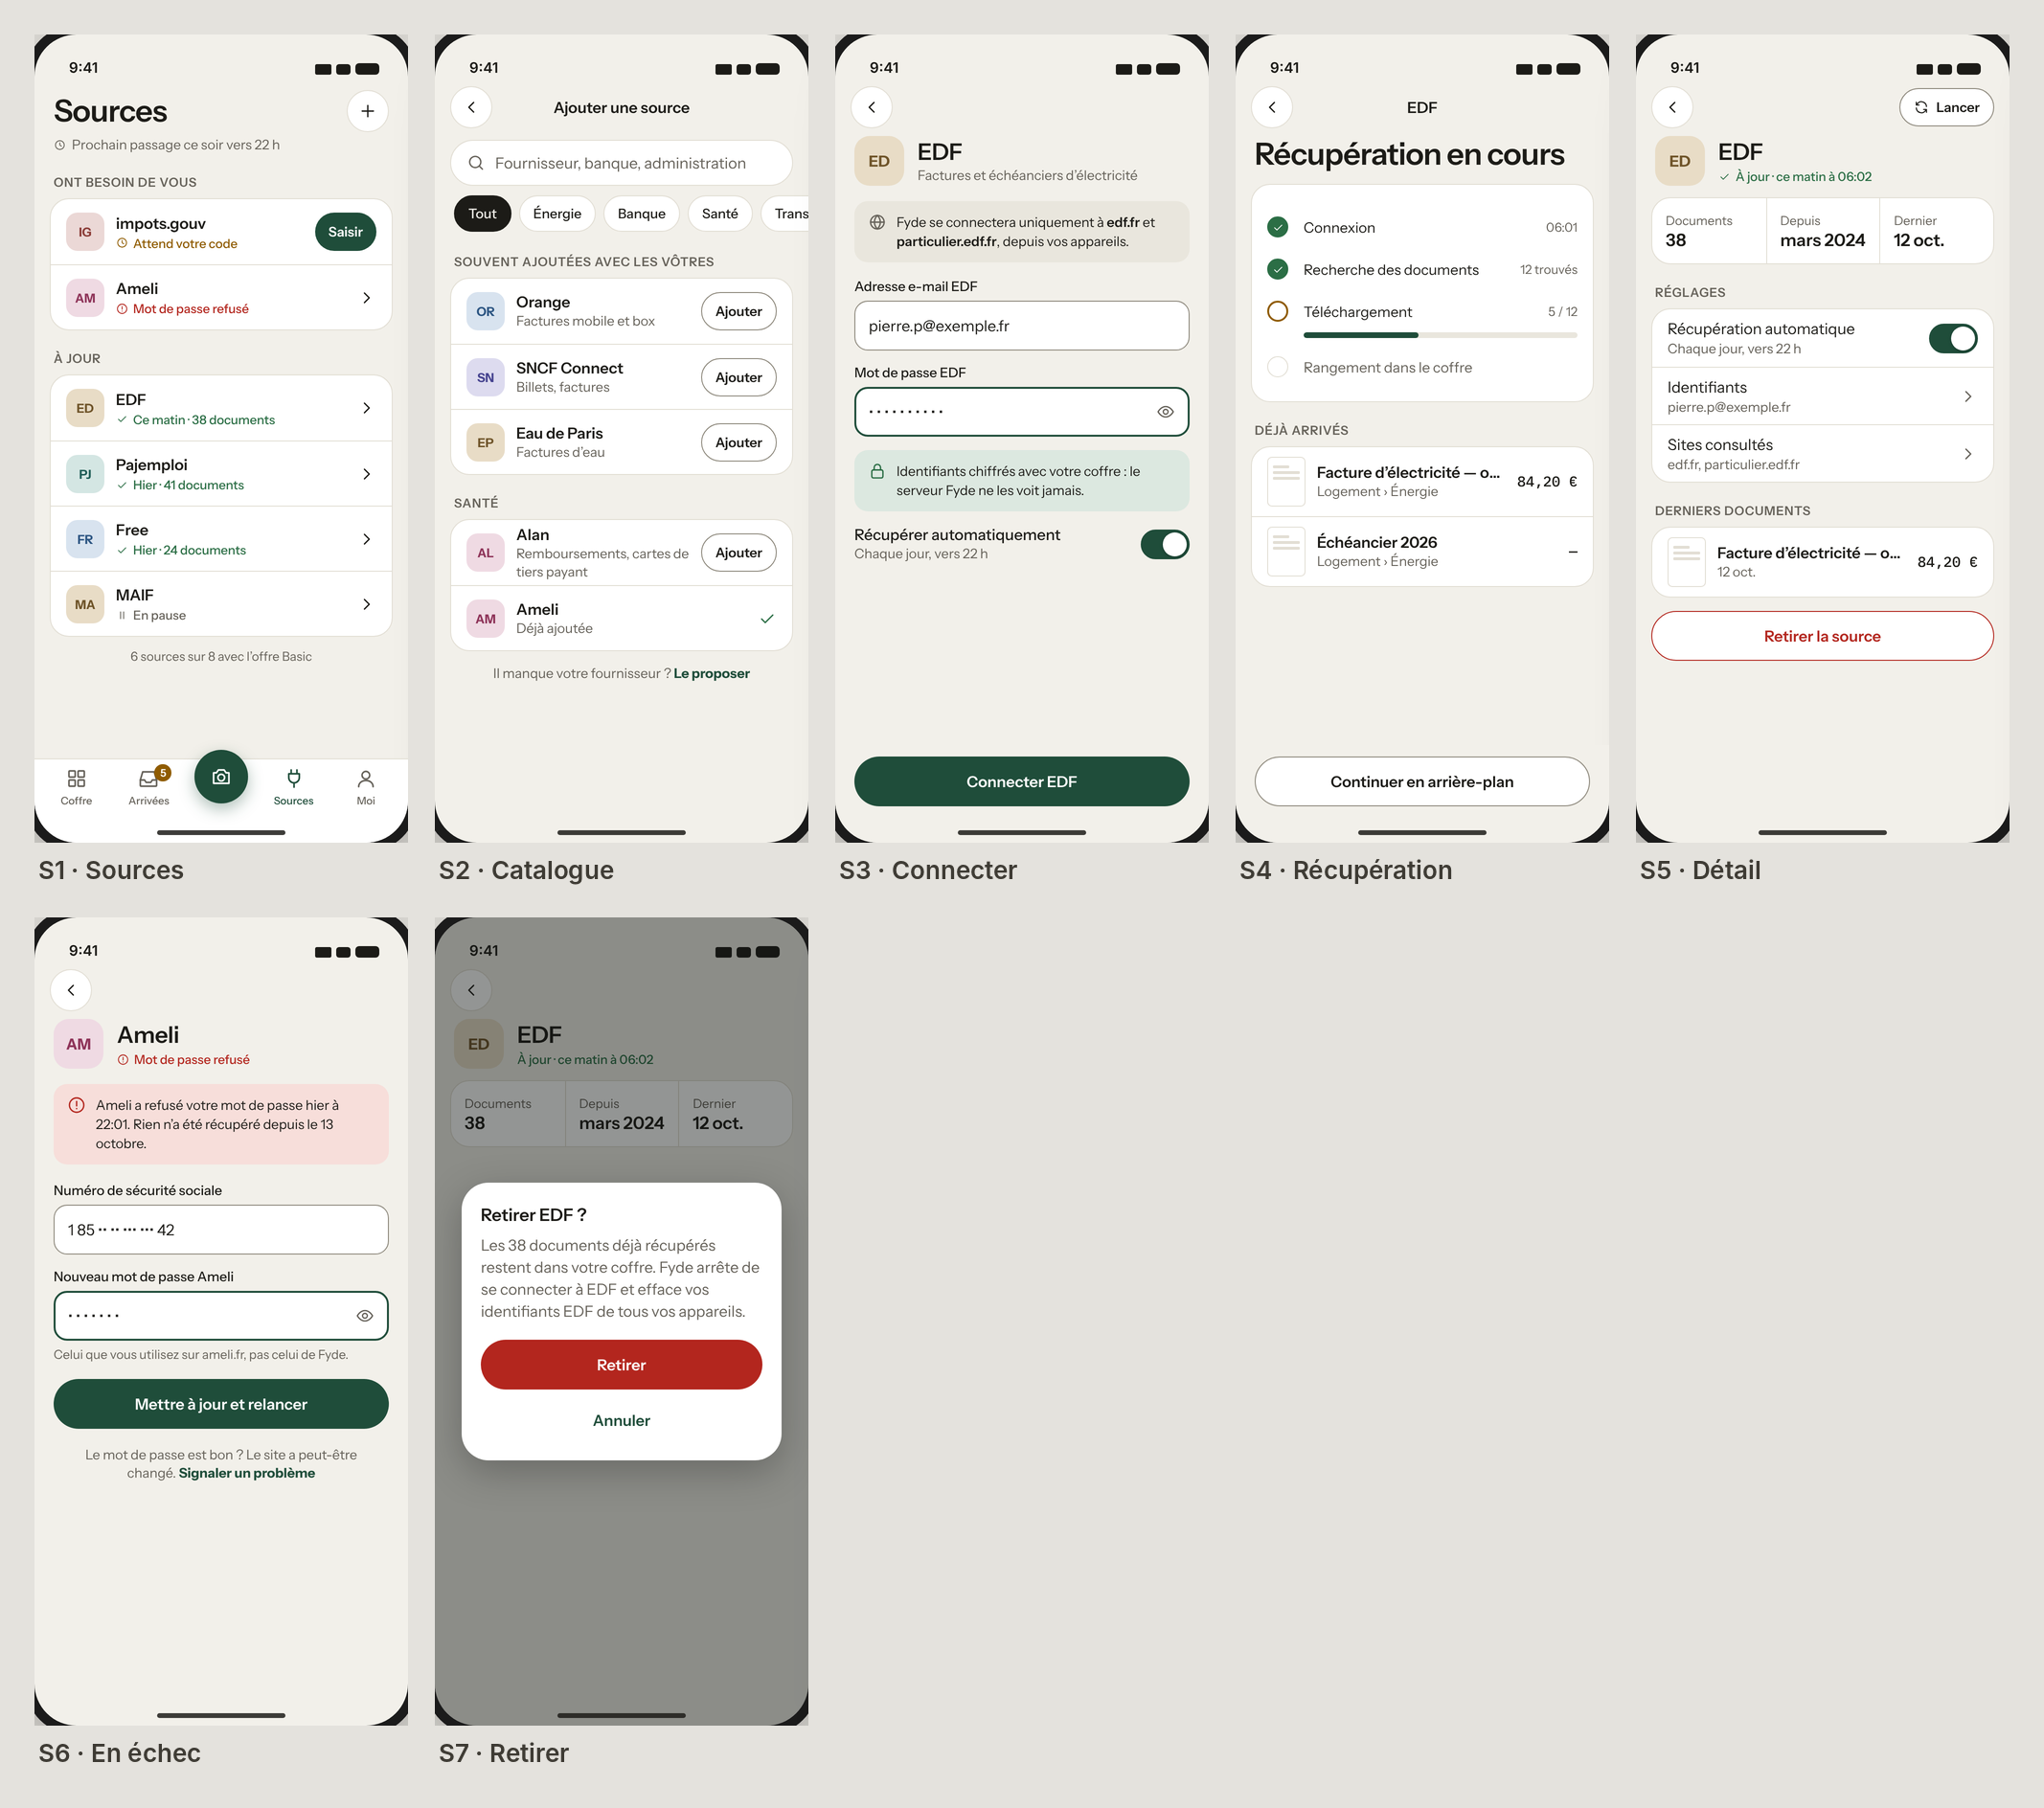 9:41
Sources
Prochain passage ce soir vers 22 h
ONT BESOIN DE VOUS
IG
impots.gouv
Attend votre code
Saisir
AM
Ameli
Mot de passe refusé
À JOUR
ED
EDF
Ce matin · 38 documents
PJ
Pajemploi
Hier · 41 documents
FR
Free
Hier · 24 documents
MA
MAIF
En pause
6 sources sur 8 avec l’offre Basic
Coffre
5
Arrivées
Sources
Moi
S1 · Sources
9:41
Ajouter une source
Fournisseur, banque, administration
Tout
Énergie
Banque
Santé
Trans
SOUVENT AJOUTÉES AVEC LES VÔTRES
OR
Orange
Factures mobile et box
Ajouter
SN
SNCF Connect
Billets, factures
Ajouter
EP
Eau de Paris
Factures d’eau
Ajouter
SANTÉ
AL
Alan
Remboursements, cartes de
tiers payant
Ajouter
AM
Ameli
Déjà ajoutée
Il manque votre fournisseur ? Le proposer
S2 · Catalogue
9:41
ED
EDF
Factures et échéanciers d’électricité
Fyde se connectera uniquement à edf.fr et
particulier.edf.fr, depuis vos appareils.
Adresse e-mail EDF
pierre.p@exemple.fr
Mot de passe EDF
··········
Identifiants chiffrés avec votre coffre : le
serveur Fyde ne les voit jamais.
Récupérer automatiquement
Chaque jour, vers 22 h
Connecter EDF
S3 · Connecter
9:41
EDF
Récupération en cours
Connexion
06:01
Recherche des documents
12 trouvés
Téléchargement
5 / 12
Rangement dans le coffre
DÉJÀ ARRIVÉS
Facture d’électricité — o…
84,20 €
Logement › Énergie
Échéancier 2026
–
Logement › Énergie
Continuer en arrière-plan
S4 · Récupération
9:41
Lancer
ED
EDF
À jour · ce matin à 06:02
Documents
38
Depuis
mars 2024
Dernier
12 oct.
RÉGLAGES
Récupération automatique
Chaque jour, vers 22 h
Identifiants
pierre.p@exemple.fr
Sites consultés
edf.fr, particulier.edf.fr
DERNIERS DOCUMENTS
Facture d’électricité — o…
84,20 €
12 oct.
Retirer la source
S5 · Détail
9:41
AM
Ameli
Mot de passe refusé
Ameli a refusé votre mot de passe hier à
22:01. Rien n’a été récupéré depuis le 13
octobre.
Numéro de sécurité sociale
1 85 ·· ·· ··· ··· 42
Nouveau mot de passe Ameli
·······
Celui que vous utilisez sur ameli.fr, pas celui de Fyde.
Mettre à jour et relancer
Le mot de passe est bon ? Le site a peut-être
changé. Signaler un problème
S6 · En échec
9:41
ED
EDF
À jour · ce matin à 06:02
Documents
38
Depuis
mars 2024
Dernier
12 oct.
Retirer EDF ?
Les 38 documents déjà récupérés
restent dans votre coffre. Fyde arrête de
se connecter à EDF et efface vos
identifiants EDF de tous vos appareils.
Retirer
Annuler
S7 · Retirer